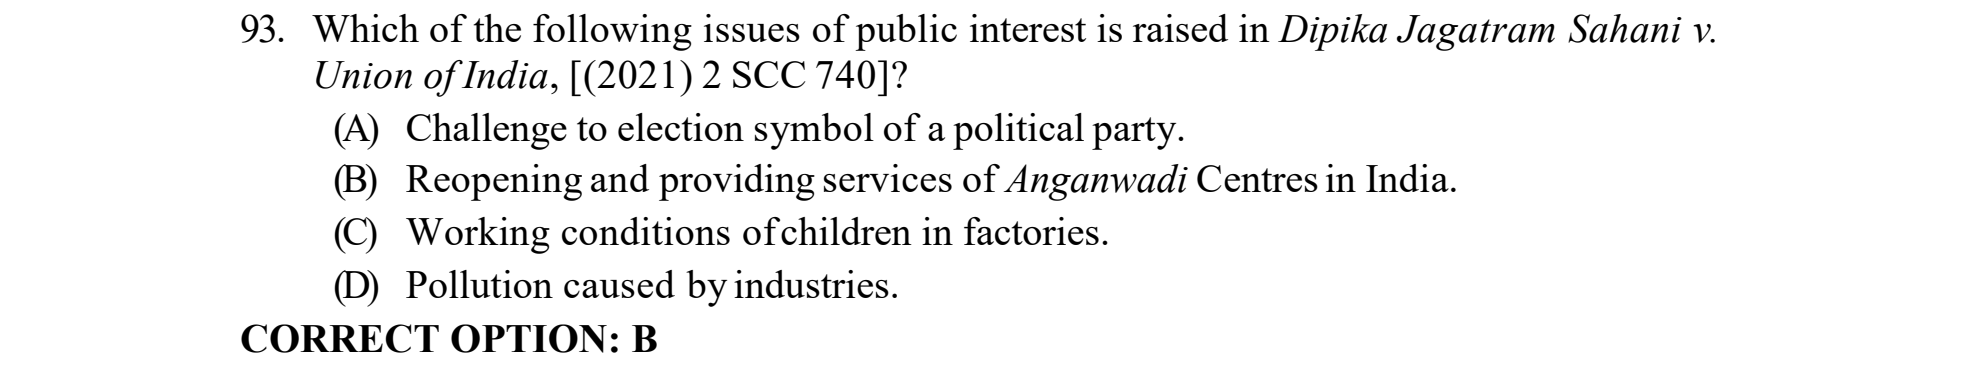 93. Which of the following issues of public interest is raised in Dipika Jagatram Sahani v.
Union of India, [(2021) 2 SCC 740]?
(A) Challenge to election symbol of a political party.
(B) Reopening and providing services of Anganwadi Centres in India.
(C) Working conditions of children in factories.
(D) Pollution caused by industries.
CORRECT OPTION: B